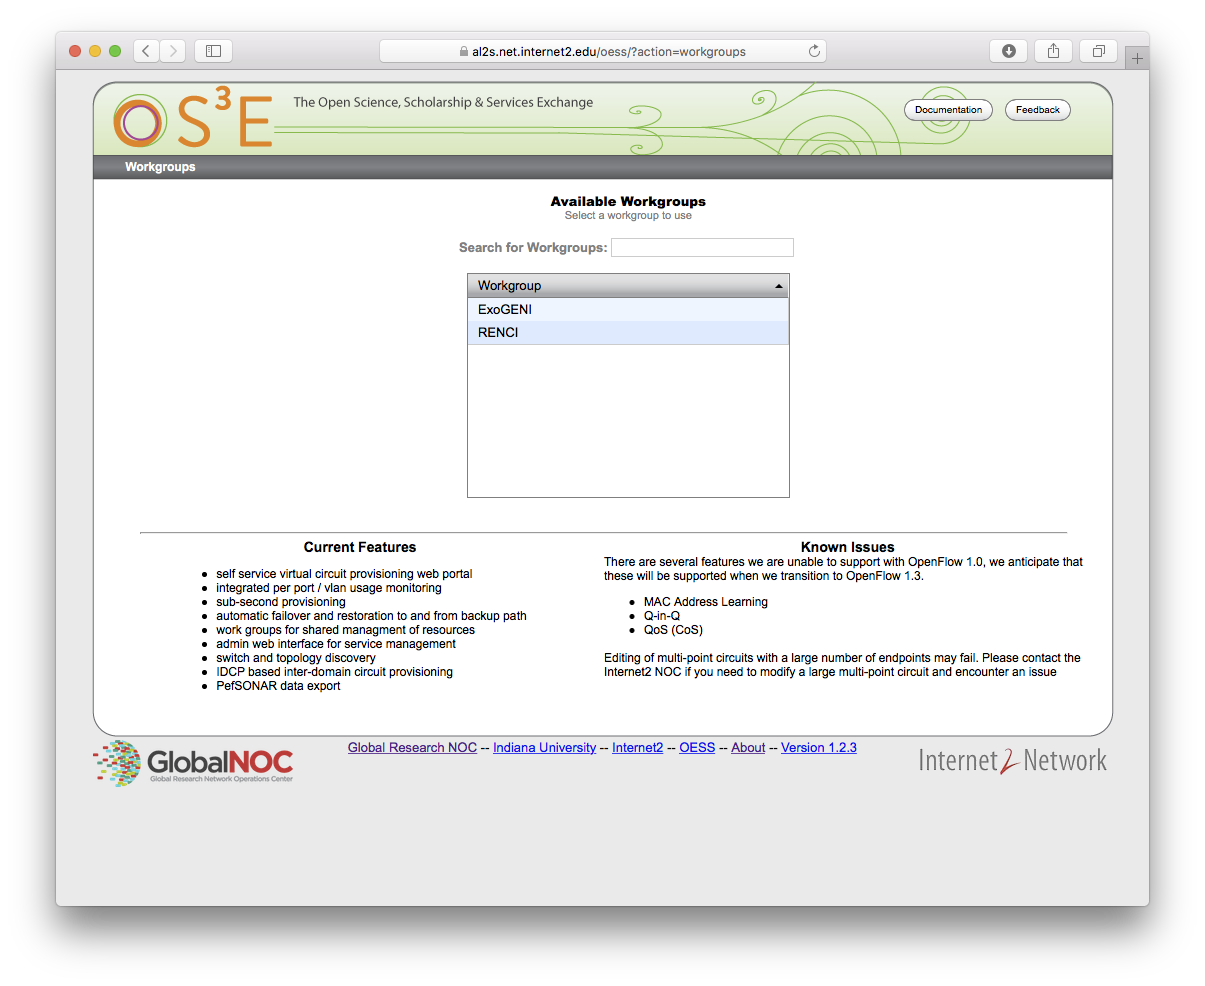 al2s.net.internet2.edu/oess/?action=workgroups
OS3E
The Open Science, Scholarship & Services Exchange
Documentation
Feedback
Workgroups
Available Workgroups
Select a workgroup to use
Search for Workgroups:
Workgroup
ExoGENI
RENCI
Current Features
self service virtual circuit provisioning web portal
integrated per port / vlan usage monitoring
sub-second provisioning
automatic failover and restoration to and from backup path
work groups for shared managment of resources
admin web interface for service management
switch and topology discovery
IDCP based inter-domain circuit provisioning
PefSONAR data export
Known Issues
There are several features we are unable to support with OpenFlow 1.0, we anticipate that
these will be supported when we transition to OpenFlow 1.3.
MAC Address Learning
Q-in-Q
QoS (CoS)
Editing of multi-point circuits with a large number of endpoints may fail. Please contact the
Internet2 NOC if you need to modify a large multi-point circuit and encounter an issue
GlobalNOC
Global Research Network Operations Center
Global Research NOC -- Indiana University -- Internet2 -- OESS -- About -- Version 1.2.3
Internet2 Network